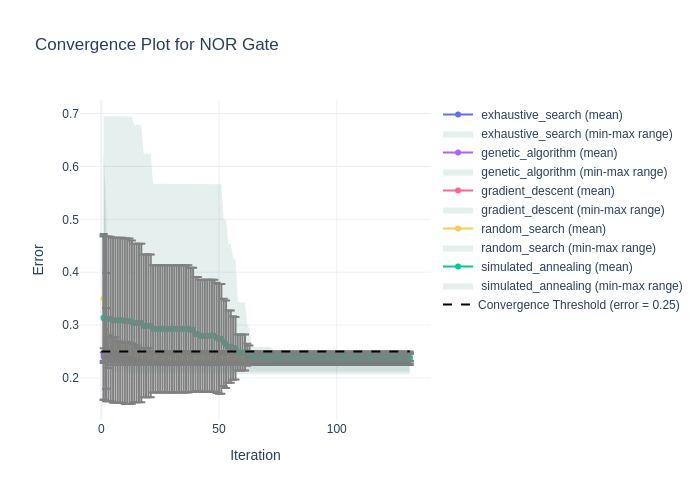 Convergence Plot for NOR Gate
0.7
0.6
0.5
0.4
0.3
0.2
Error
0
50
100
Iteration
exhaustive_search (mean)
exhaustive_search (min-max range)
genetic_algorithm (mean)
genetic_algorithm (min-max range)
gradient_descent (mean)
gradient_descent (min-max range)
random_search (mean)
random_search (min-max range)
simulated_annealing (mean)
simulated_annealing (min-max range)
Convergence Threshold (error = 0.25)